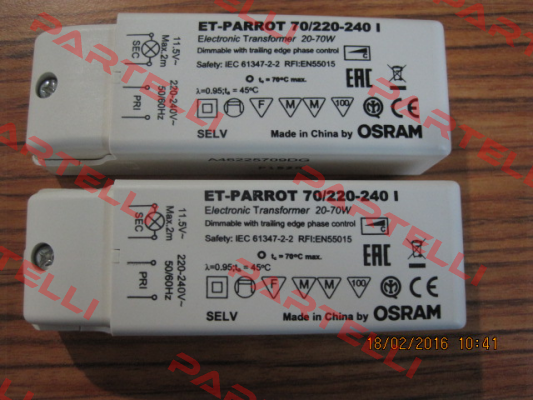 ET-PARROT 70/220-240 I
Electronic Transformer 20-70W
Dimmable with trailing edge phase control
Safety: IEC 61347-2-2 RFI:EN55015
tc = 75°C max.
λ=0.95;ta = 45°C
11.5V~
Max.2m
SEC
220-240V~
50/60Hz
PRI
EAC
F
M
M
100
SELV
Made in China by OSRAM
ET-PARROT 70/220-240 I
Electronic Transformer 20-70W
Dimmable with trailing edge phase control
Safety: IEC 61347-2-2 RFI:EN55015
tc = 75°C max.
λ=0.95;ta = 45°C
11.5V~
Max.2m
SEC
220-240V~
50/60Hz
PRI
EAC
F
M
M
100
SELV
Made in China by OSRAM
18/02/2016 10:41
PARTELLI
PARTELLI
PARTELLI
PARTELLI